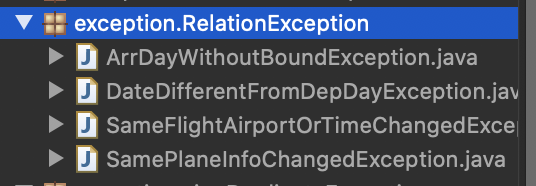 exception.RelationException
ArrDayWithoutBoundException.java
DateDifferentFromDepDayException.jav
SameFlightAirportOrTimeChangedExcep
SamePlaneInfoChangedException.java